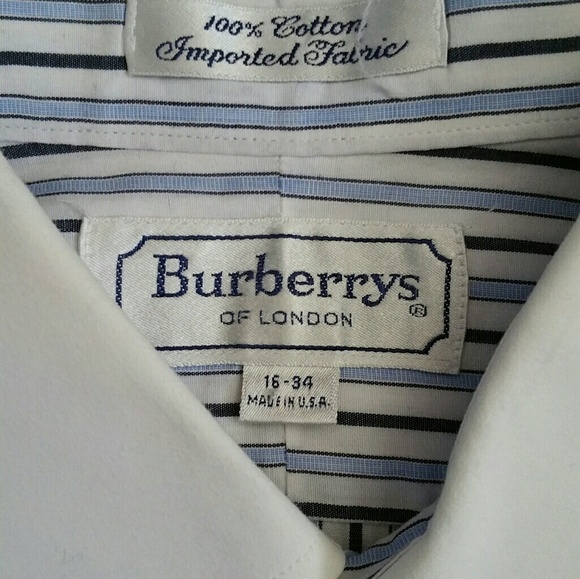 100% Cotton
Imported Fabric
Burberrys®
OF LONDON
16-34
MADE IN U.S.A.